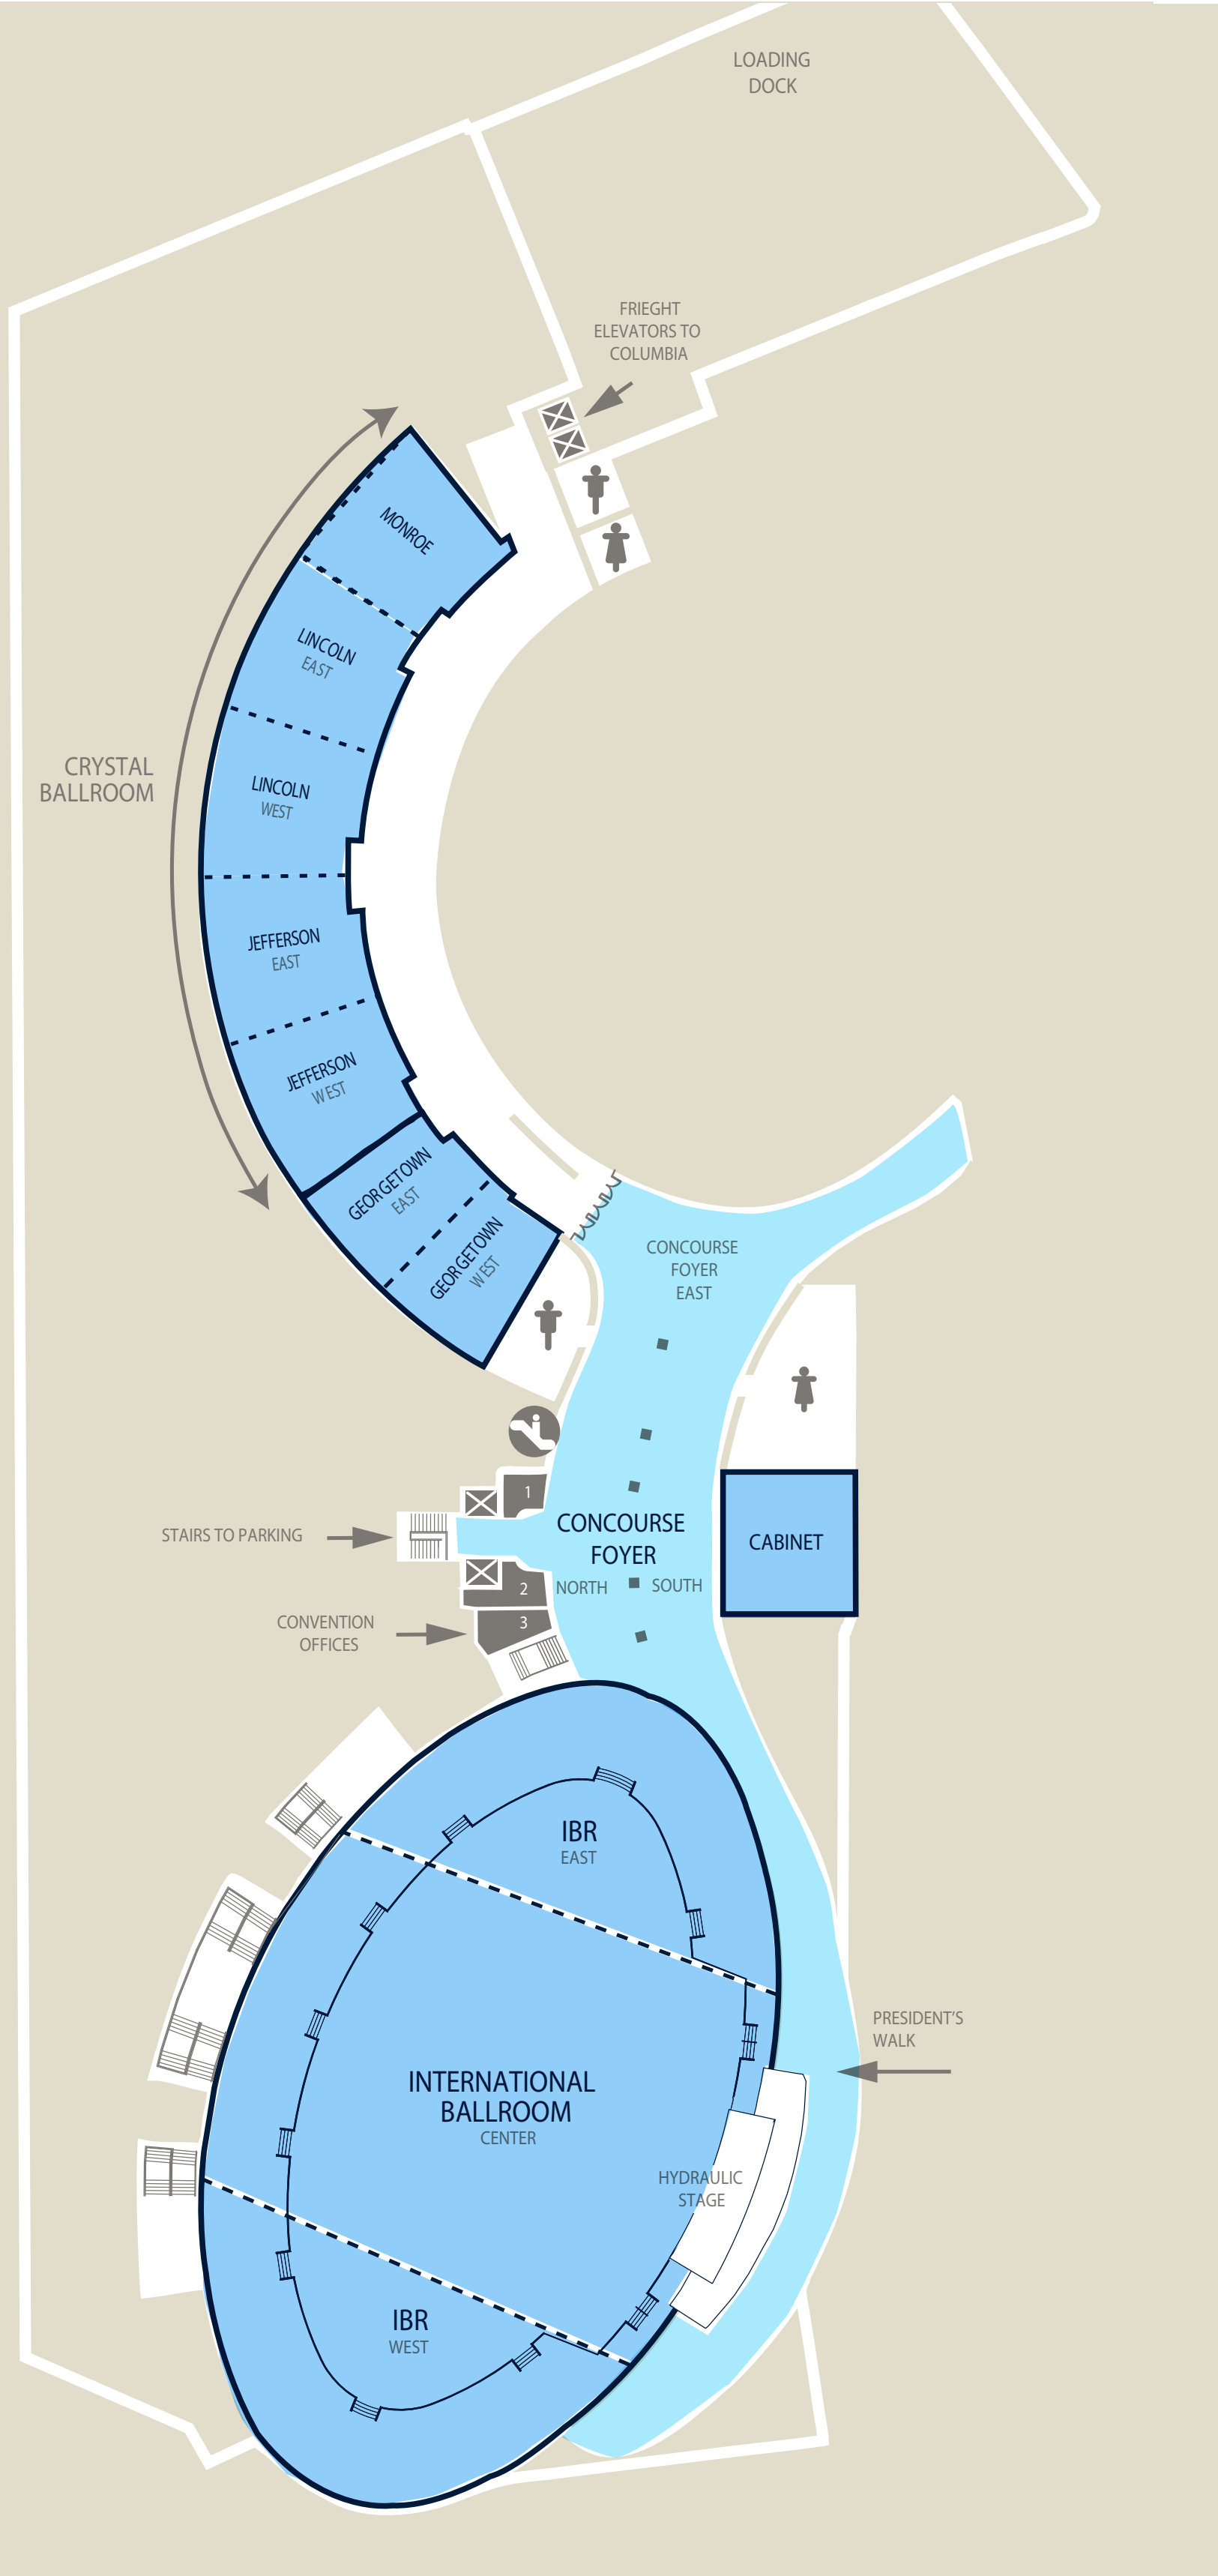 LOADING
DOCK
FRIEGHT
ELEVATORS TO
COLUMBIA
MONROE
LINCOLN
EAST
CRYSTAL
BALLROOM
LINCOLN
WEST
JEFFERSON
EAST
JEFFERSON
WEST
GEORGETOWN
EAST
GEORGETOWN
WEST
CONCOURSE
FOYER
EAST
1
STAIRS TO PARKING
CONCOURSE
FOYER
CABINET
2
NORTH
SOUTH
3
CONVENTION
OFFICES
IBR
EAST
PRESIDENT'S
WALK
INTERNATIONAL
BALLROOM
CENTER
HYDRAULIC
STAGE
IBR
WEST